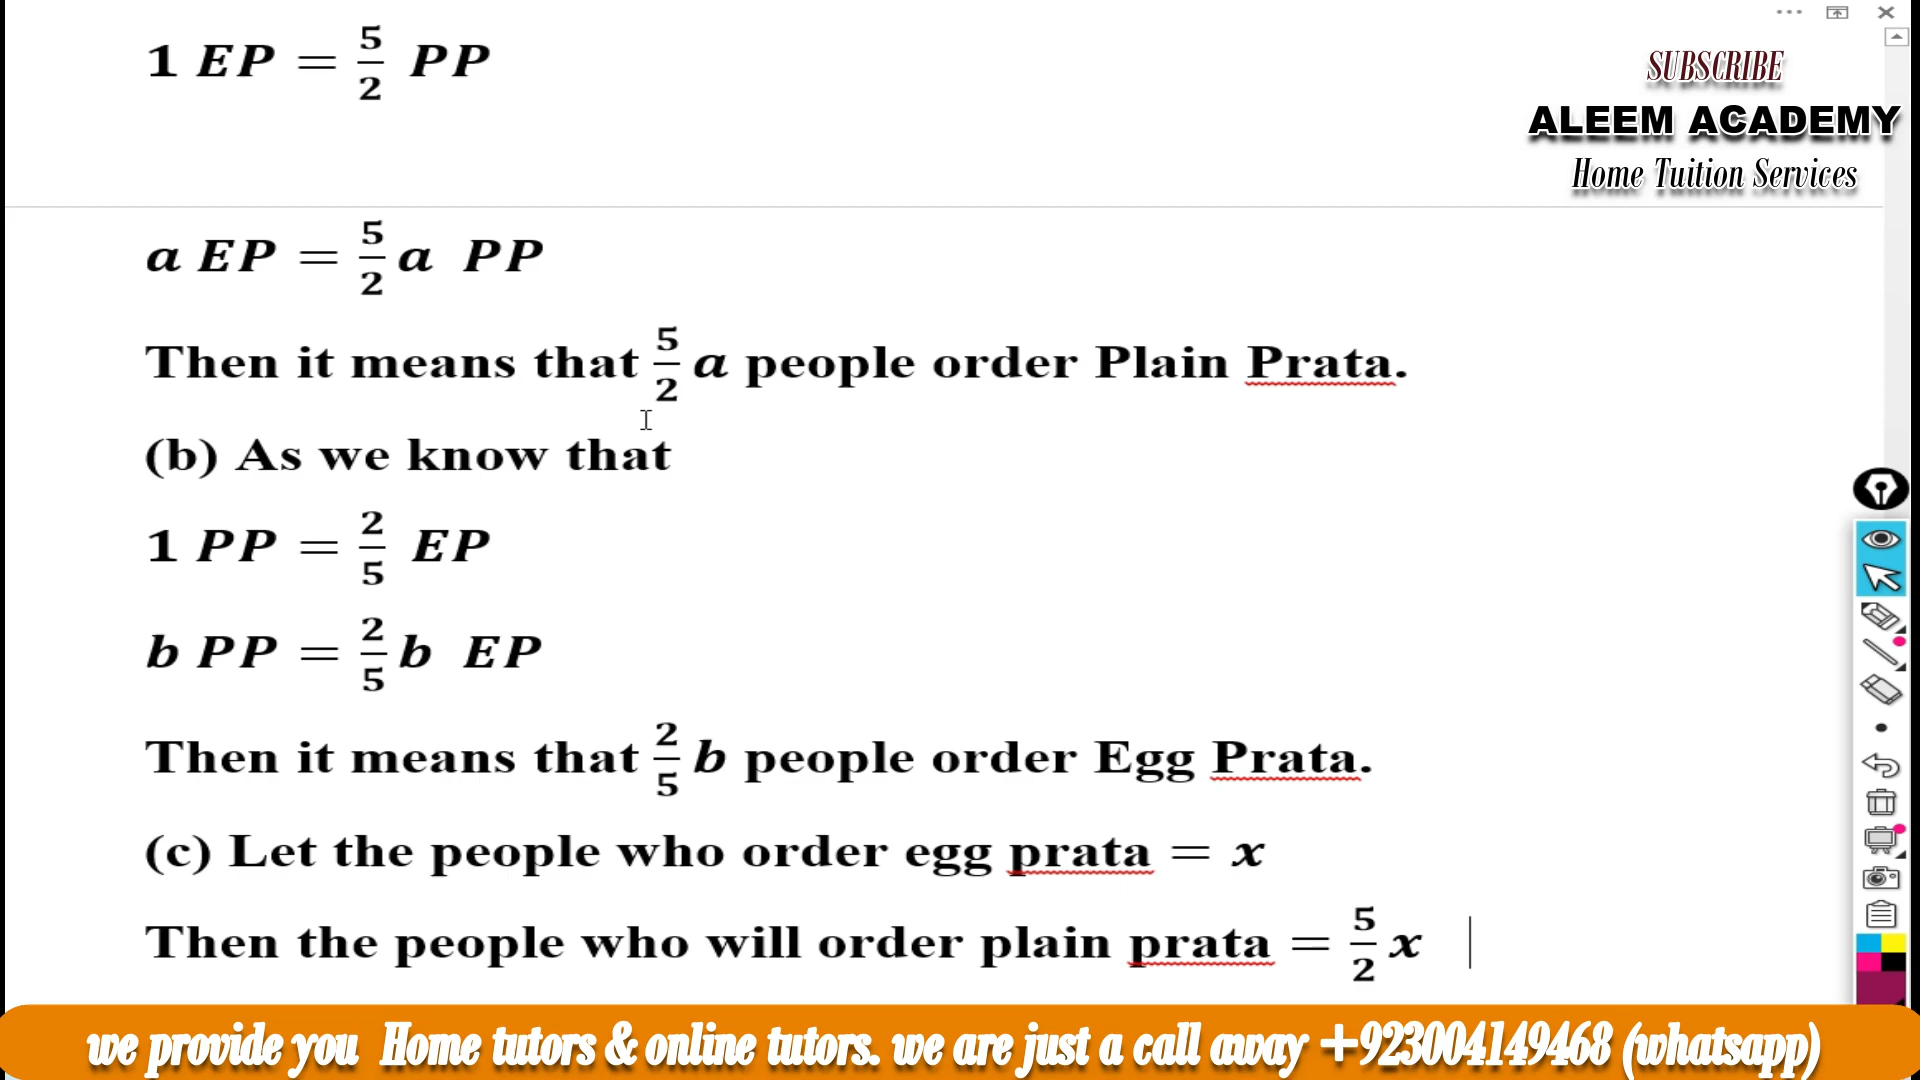 1 EP = 5/2 PP
SUBSCRIBE
ALEEM ACADEMY
Home Tuition Services
a EP = 5/2 a PP
Then it means that 5/2 a people order Plain Prata.
(b) As we know that
1 PP = 2/5 EP
b PP = 2/5 b EP
Then it means that 2/5 b people order Egg Prata.
(c) Let the people who order egg prata = x
Then the people who will order plain prata = 5/2 x
we provide you Home tutors & online tutors. we are just a call away +923004149468 (whatsapp)